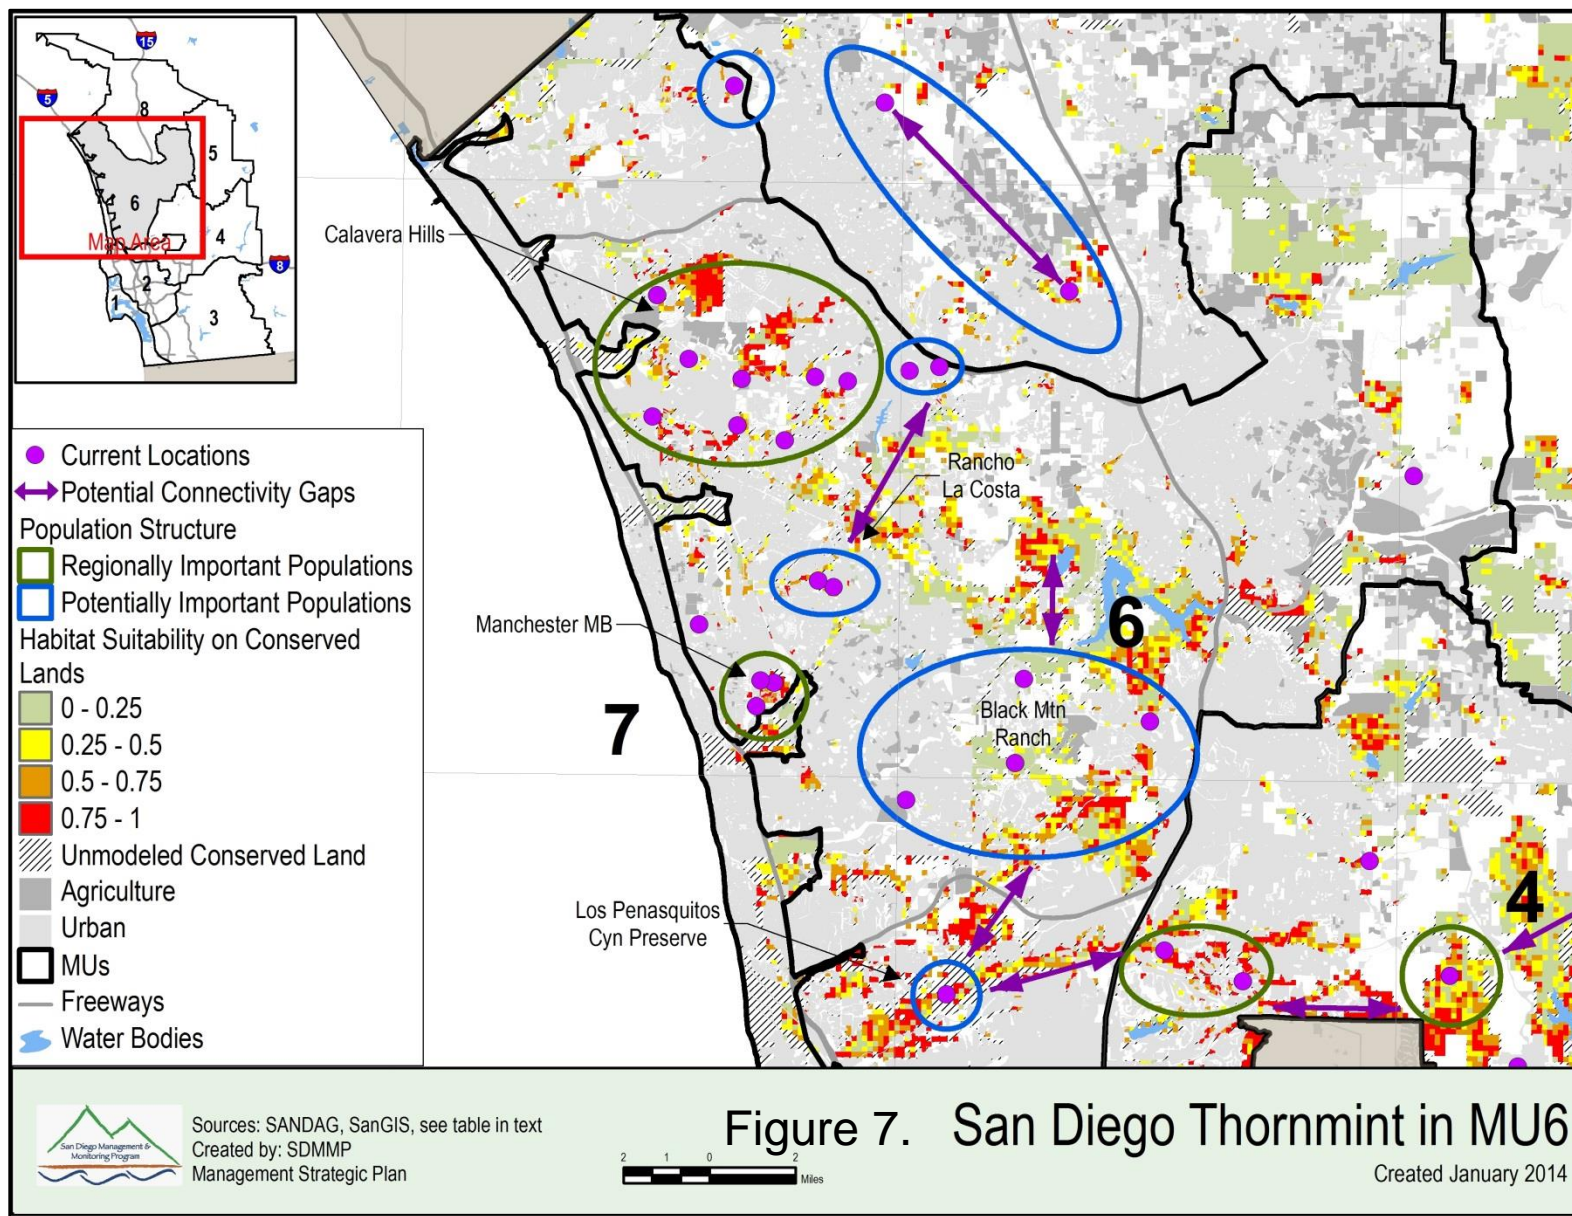 15
5
8
5
6
4
Map Area
8
2
1
3
Calavera Hills
Rancho
La Costa
Manchester MB
6
7
Black Mtn
Ranch
4
Los Penasquitos
Cyn Preserve
Current Locations
Potential Connectivity Gaps
Population Structure
Regionally Important Populations
Potentially Important Populations
Habitat Suitability on Conserved
Lands
0 - 0.25
0.25 - 0.5
0.5 - 0.75
0.75 - 1
Unmodeled Conserved Land
Agriculture
Urban
MUs
Freeways
Water Bodies
San Diego Management &
Monitoring Program
Sources: SANDAG, SanGIS, see table in text
Created by: SDMMP
Management Strategic Plan
2 1 0 2
Miles
Figure 7. San Diego Thornmint in MU6
Created January 2014